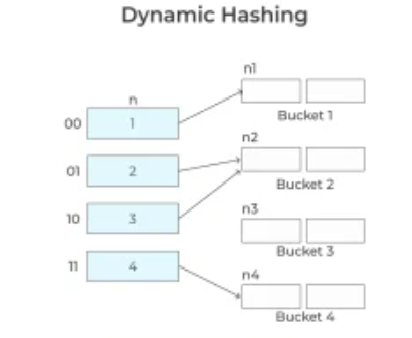 Dynamic Hashing
n
00 1
01 2
10 3
11 4
n1
Bucket 1
n2
Bucket 2
n3
Bucket 3
n4
Bucket 4